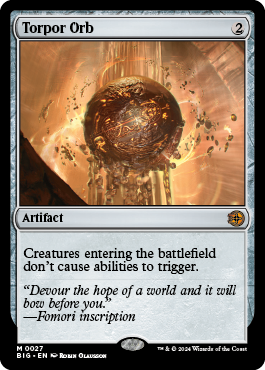 Torpor Orb 2
Artifact
Creatures entering the battlefield
don't cause abilities to trigger.
“Devour the hope of a world and it will
bow before you.”
—Fomori inscription
M 0027
BIG • EN Robin Olausson
™ & © 2024 Wizards of the Coast